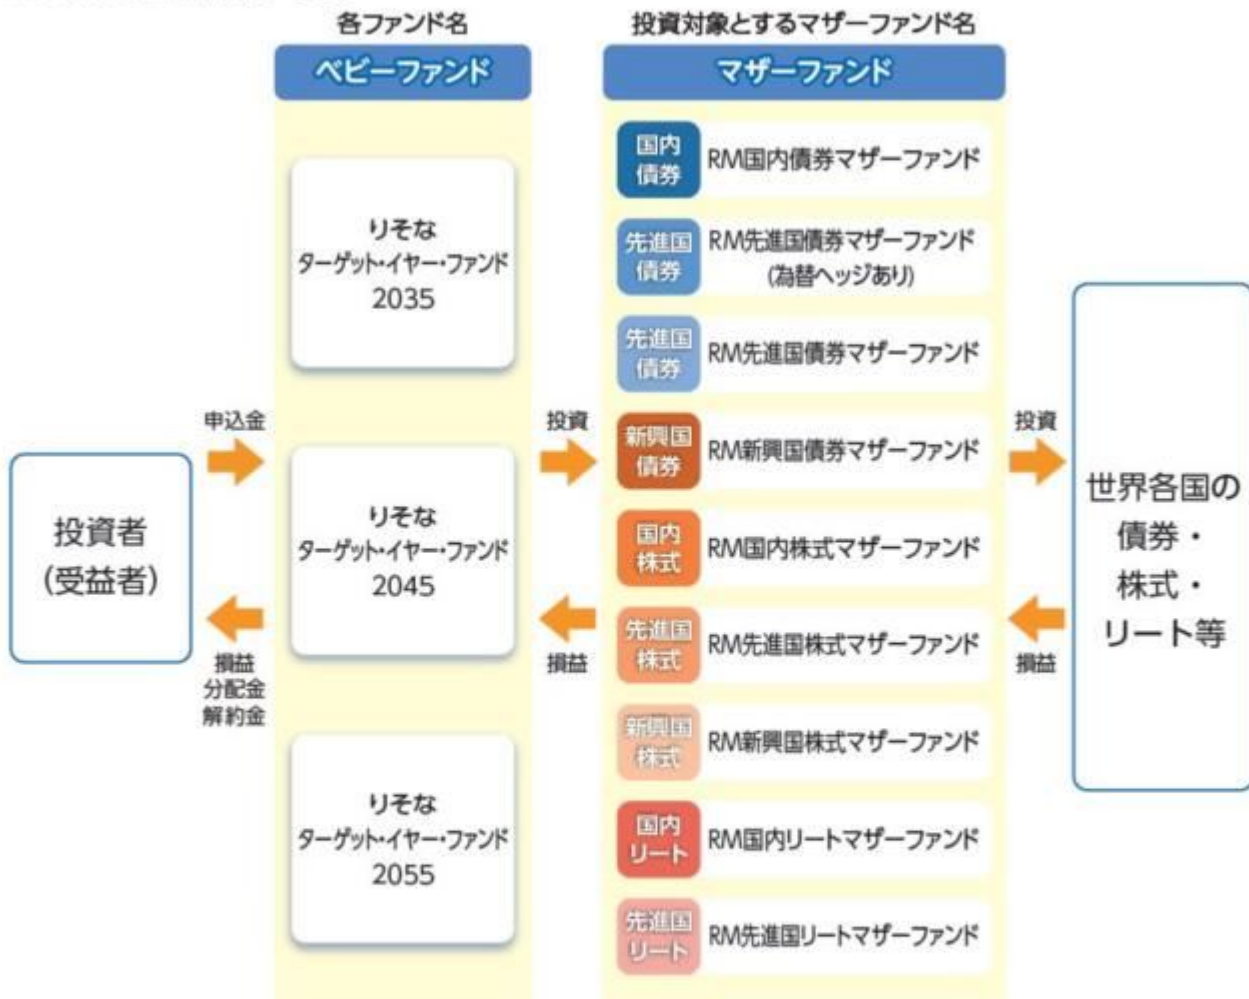 各ファンド名
ベビーファンド
りそな
ターゲット・イヤー・ファンド
2035
りそな
ターゲット・イヤー・ファンド
2045
りそな
ターゲット・イヤー・ファンド
2055
投資対象とするマザーファンド名
マザーファンド
国内
債券
RM国内債券マザーファンド
先進国
債券
RM先進国債券マザーファンド
(為替ヘッジあり)
先進国
債券
RM先進国債券マザーファンド
新興国
債券
RM新興国債券マザーファンド
国内
株式
RM国内株式マザーファンド
先進国
株式
RM先進国株式マザーファンド
新興国
株式
RM新興国株式マザーファンド
国内
リート
RM国内リートマザーファンド
先進国
リート
RM先進国リートマザーファンド
投資者
(受益者)
申込金
損益
分配金
解約金
投資
損益
投資
損益
世界各国の
債券・
株式・
リート等